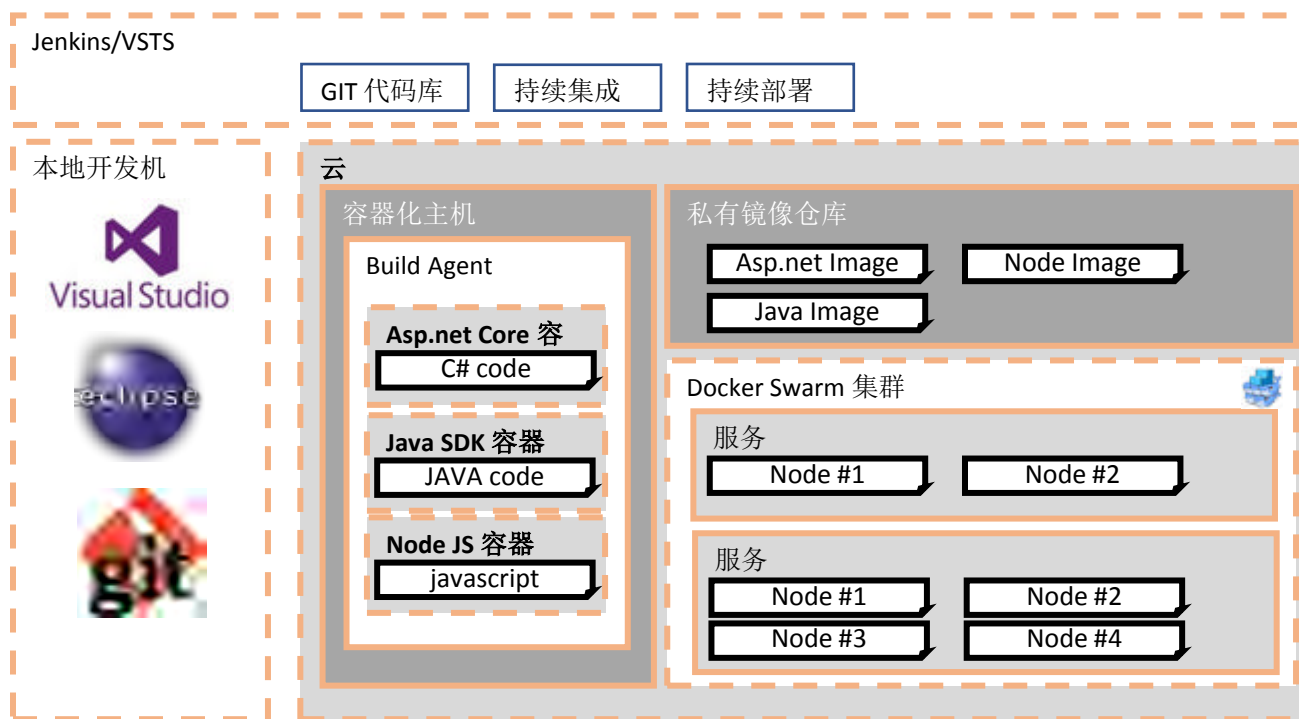 Jenkins/VSTS
GIT 代码库
持续集成
持续部署
本地开发机
Visual Studio
eclipse
git
云
容器化主机
Build Agent
Asp.net Core 容
C# code
Java SDK 容器
JAVA code
Node JS 容器
javascript
私有镜像仓库
Asp.net Image
Node Image
Java Image
Docker Swarm 集群
服务
Node #1
Node #2
服务
Node #1
Node #2
Node #3
Node #4